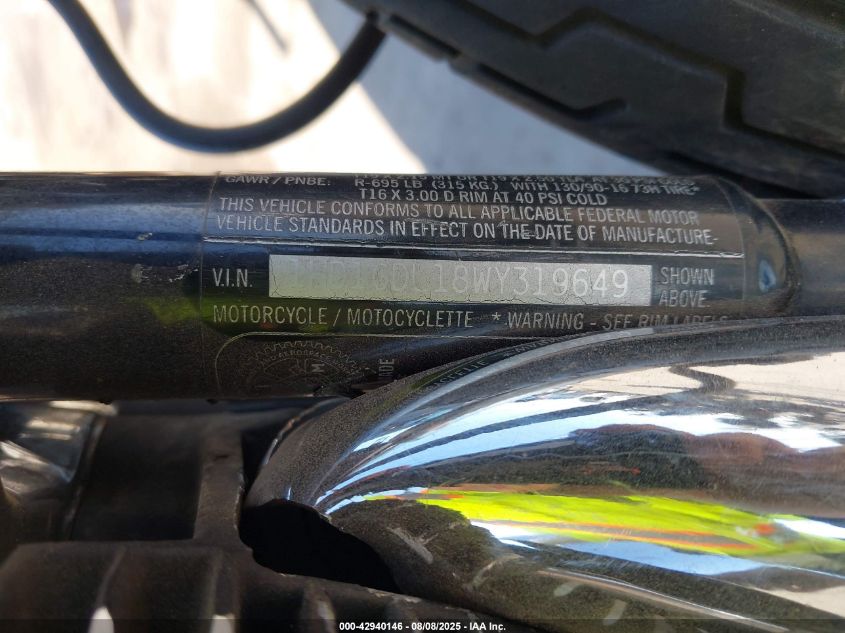 GAWR / PNBE: R-695 LB (315 KG.) WITH 130/90-16 73H TIRE*
T16 X 3.00 D RIM AT 40 PSI COLD
THIS VEHICLE CONFORMS TO ALL APPLICABLE FEDERAL MOTOR
VEHICLE STANDARDS IN EFFECT ON THE DATE OF MANUFACTURE-
V.I.N. 18WY319649 SHOWN
ABOVE
MOTORCYCLE / MOTOCYCLETTE * WARNING - SEE RIM LABELS
000-42940146 - 08/08/2025 - IAA Inc.